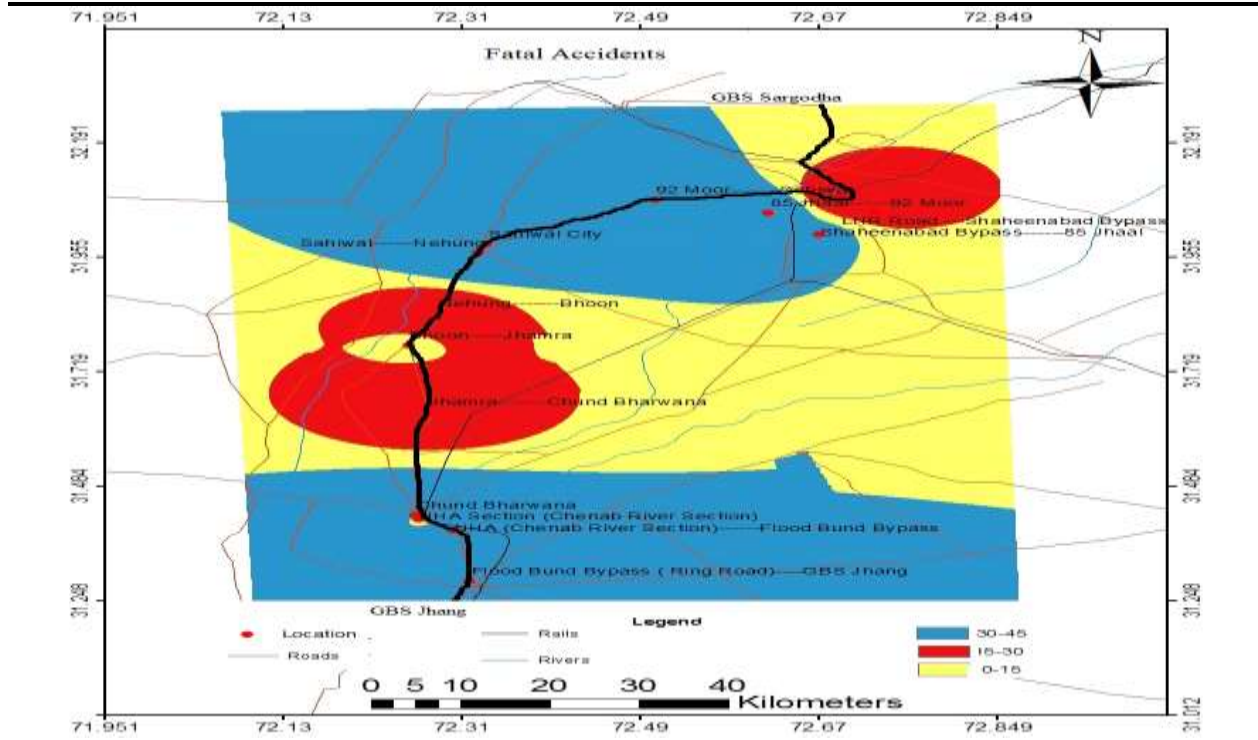 71.951 72.13 72.31 72.49 72.67 72.849
N
Fatal Accidents
GBS Sargodha
32.191 32.191
92 Moor
85 Jhaal-----92 Moor
LHR Road---Shaheenabad Bypass
Shaheenabad Bypass-----85 Jhaal
Sahiwal City
Sahiwal----Nehung
31.955 31.955
Nehung------Bhoon
Bhoon----Jhamra
31.719 31.719
Jhamra------Chund Bharwana
31.484 31.484
Chund Bharwana
NHA Section (Chenab River Section)
NHA (Chenab River Section)----Flood Bund Bypass
Flood Bund Bypass ( Ring Road)---GBS Jhang
31.248 31.248
GBS Jhang
Legend
Location Rails 30-45
Roads Rivers 15-30
0-15
0 5 10 20 30 40
Kilometers
31.012
71.951 72.13 72.31 72.49 72.67 72.849